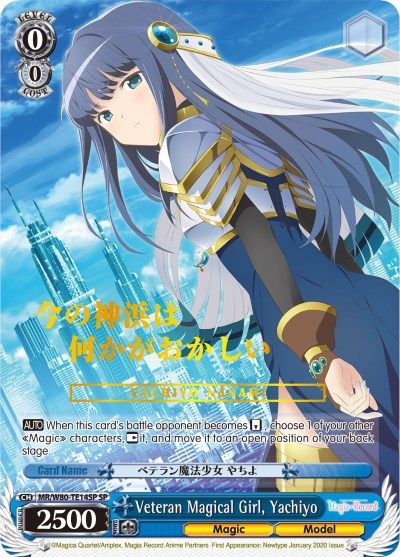 LEVEL
0
0
COST
今の神浜は
何かがおかしい
YACHIYO NANAMI
AUTO When this card's battle opponent becomes , choose 1 of your other
«Magic» characters, it, and move it to an open position of your back
stage.
Card Name
ベテラン魔法少女 やちよ
CH MR/W80-TE14SP SP
Veteran Magical Girl, Yachiyo
Magia Record
POWER 2500
Magic
Model
©Magica Quartet/Aniplex, Magia Record Anime Partners First Appearance: Newtype January 2020 Issue